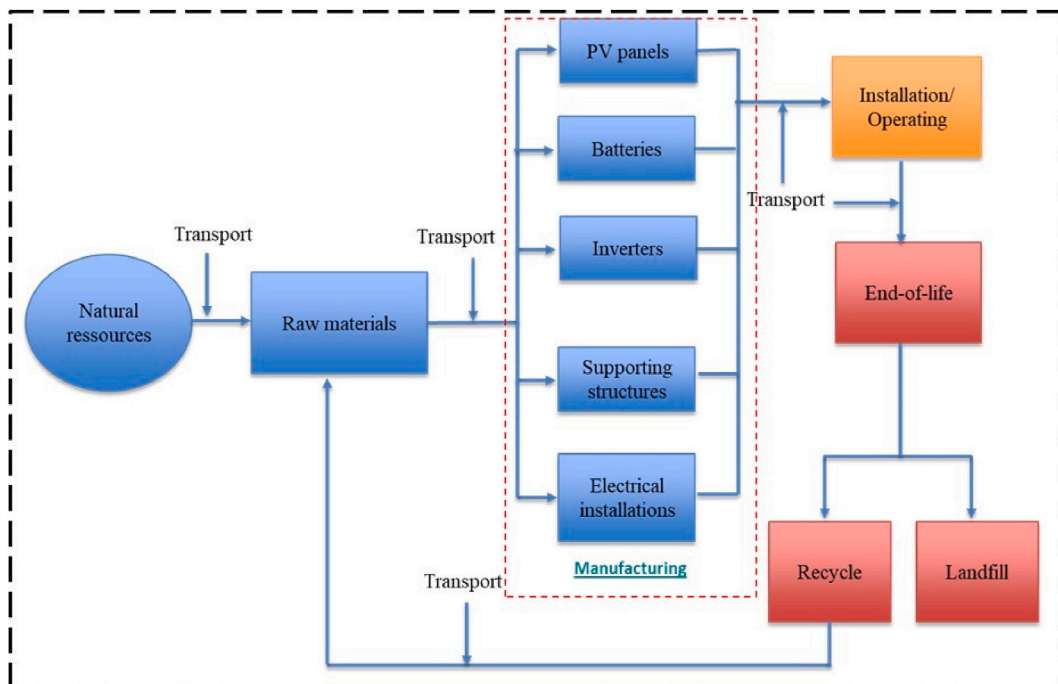 PV panels
Installation/
Operating
Batteries
Transport
Transport
Transport
Inverters
Natural
ressources
Raw materials
End-of-life
Supporting
structures
Electrical
installations
Manufacturing
Recycle
Landfill
Transport